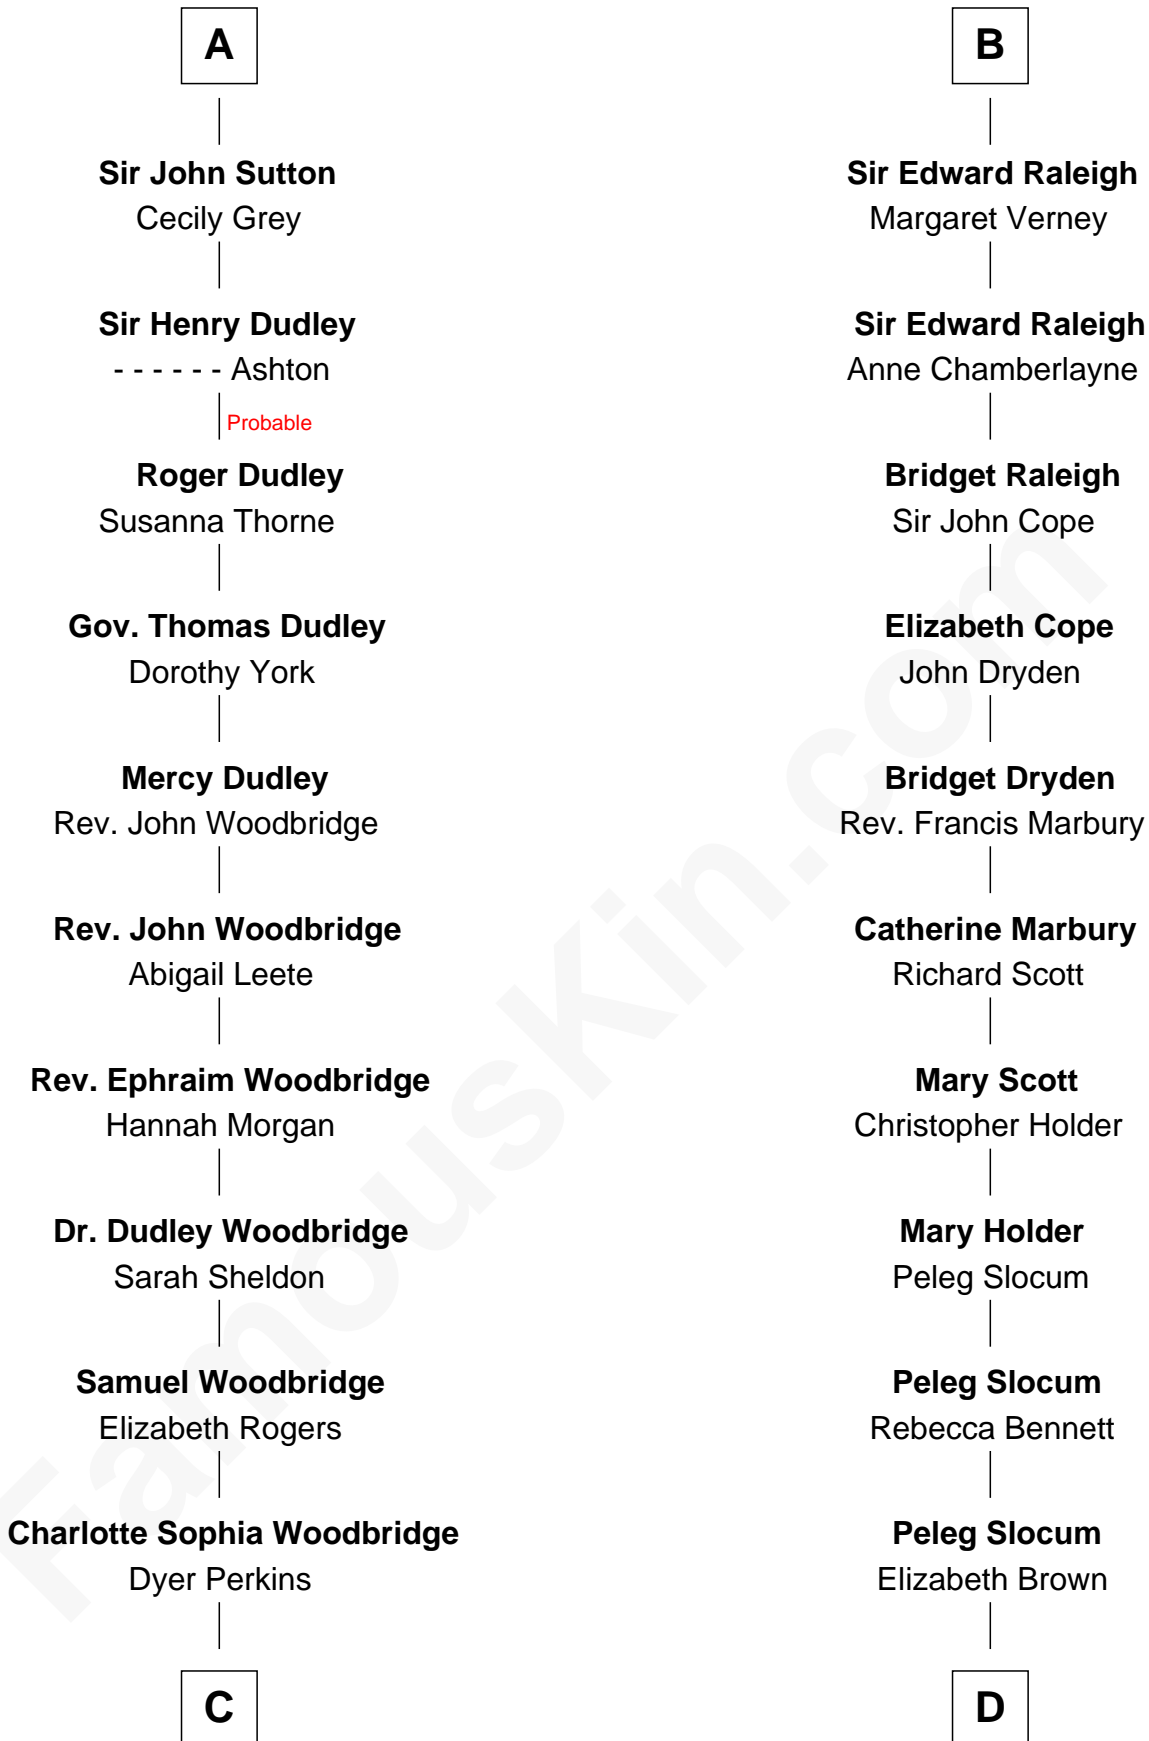 A
Sir John Sutton
Cecily Grey
Sir Henry Dudley
- - - - - - Ashton
Probable
Roger Dudley
Susanna Thorne
Gov. Thomas Dudley
Dorothy York
Mercy Dudley
Rev. John Woodbridge
Rev. John Woodbridge
Abigail Leete
Rev. Ephraim Woodbridge
Hannah Morgan
Dr. Dudley Woodbridge
Sarah Sheldon
Samuel Woodbridge
Elizabeth Rogers
Charlotte Sophia Woodbridge
Dyer Perkins
C
B
Sir Edward Raleigh
Margaret Verney
Sir Edward Raleigh
Anne Chamberlayne
Bridget Raleigh
Sir John Cope
Elizabeth Cope
John Dryden
Bridget Dryden
Rev. Francis Marbury
Catherine Marbury
Richard Scott
Mary Scott
Christopher Holder
Mary Holder
Peleg Slocum
Peleg Slocum
Rebecca Bennett
Peleg Slocum
Elizabeth Brown
D
FamousKin.com